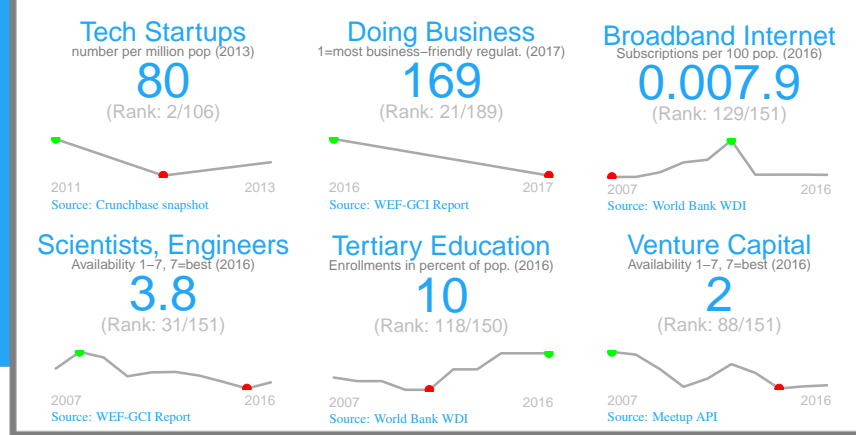 Tech Startups
number per million pop (2013)
80
(Rank: 2/106)
2011 2013
Source: Crunchbase snapshot
Doing Business
1=most business−friendly regulat. (2017)
169
(Rank: 21/189)
2016 2017
Source: WEF-GCI Report
Broadband Internet
Subscriptions per 100 pop. (2016)
0.007.9
(Rank: 129/151)
2007 2016
Source: World Bank WDI
Scientists, Engineers
Availability 1−7, 7=best (2016)
3.8
(Rank: 31/151)
2007 2016
Source: WEF-GCI Report
Tertiary Education
Enrollments in percent of pop. (2016)
10
(Rank: 118/150)
2007 2016
Source: World Bank WDI
Venture Capital
Availability 1−7, 7=best (2016)
2
(Rank: 88/151)
2007 2016
Source: Meetup API